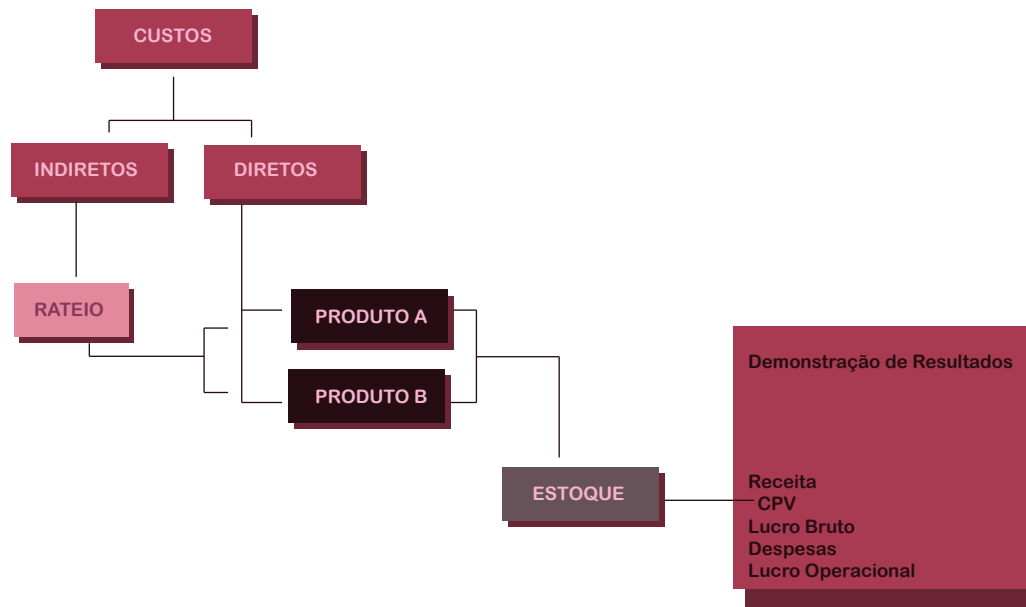 CUSTOS
INDIRETOS
DIRETOS
RATEIO
PRODUTO A
PRODUTO B
ESTOQUE
Demonstração de Resultados
Receita
CPV
Lucro Bruto
Despesas
Lucro Operacional